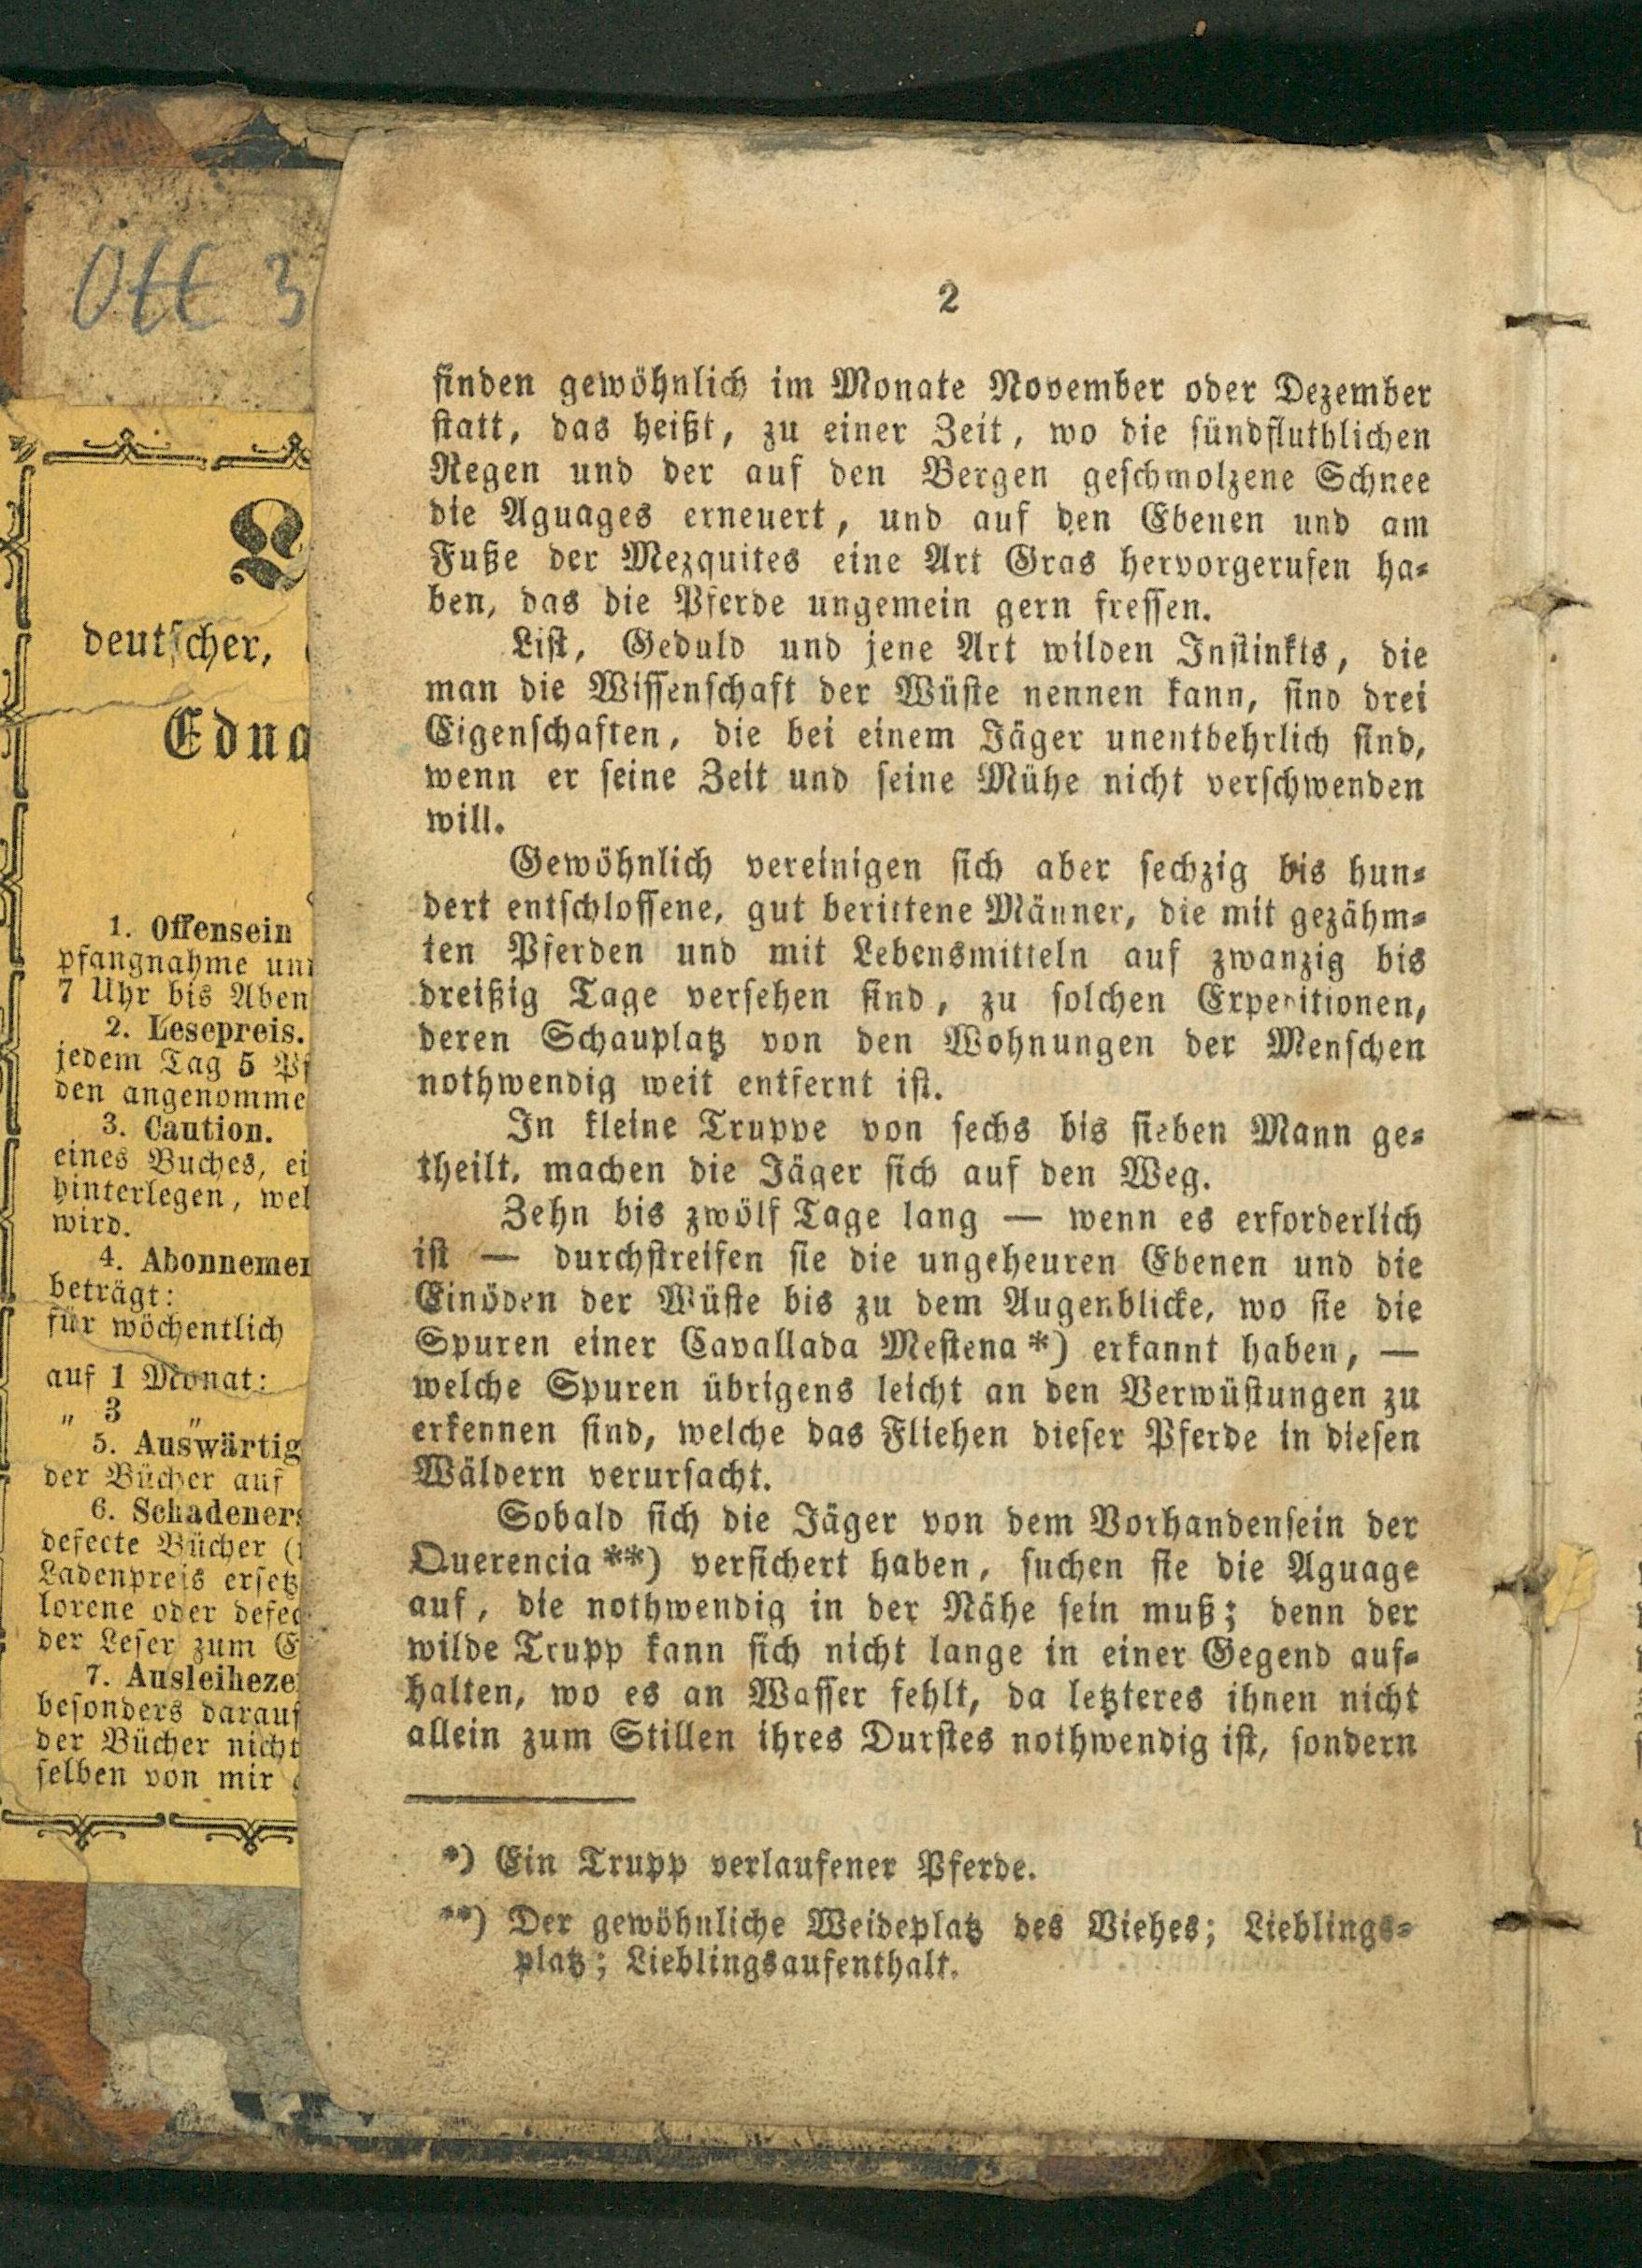 Ott 3
L
deutscher,
Edua
1. Offensein
pfangnahme un
7 Uhr bis Aben
2. Lesepreis.
jedem Tag 5 Pf
den angenomme
3. Caution.
eines Buches, ei
hinterlegen, wel
wird.
4. Abonnemen
beträgt:
für wöchentlich
auf 1 Monat:
„ 3 „
5. Auswärtig
der Bücher auf
6. Schadeners
defecte Bücher (
Ladenpreis ersetz
lorene oder defec
der Leser zum E
7. Ausleiheze
besonders darauf
der Bücher nicht
selben von mir
2
finden gewöhnlich im Monate November oder Dezember
statt, das heißt, zu einer Zeit, wo die sündfluthlichen
Regen und der auf den Bergen geschmolzene Schnee
die Aguages erneuert, und auf den Ebenen und am
Fuße der Mezquites eine Art Gras hervorgerufen ha-
ben, das die Pferde ungemein gern fressen.
List, Geduld und jene Art wilden Instinkts, die
man die Wissenschaft der Wüste nennen kann, sind drei
Eigenschaften, die bei einem Jäger unentbehrlich sind,
wenn er seine Zeit und seine Mühe nicht verschwenden
will.
Gewöhnlich vereinigen sich aber sechzig bis hun-
dert entschlossene, gut berittene Männer, die mit gezähm-
ten Pferden und mit Lebensmitteln auf zwanzig bis
dreißig Tage versehen sind, zu solchen Expeditionen,
deren Schauplatz von den Wohnungen der Menschen
nothwendig weit entfernt ist.
In kleine Truppe von sechs bis sieben Mann ge-
theilt, machen die Jäger sich auf den Weg.
Zehn bis zwölf Tage lang — wenn es erforderlich
ist — durchstreifen sie die ungeheuren Ebenen und die
Einöden der Wüste bis zu dem Augenblicke, wo sie die
Spuren einer Cavallada Mestena *) erkannt haben, —
welche Spuren übrigens leicht an den Verwüstungen zu
erkennen sind, welche das Fliehen dieser Pferde in diesen
Wäldern verursacht.
Sobald sich die Jäger von dem Vorhandensein der
Querencia **) versichert haben, suchen sie die Aguage
auf, die nothwendig in der Nähe sein muß; denn der
wilde Trupp kann sich nicht lange in einer Gegend auf-
halten, wo es an Wasser fehlt, da letzteres ihnen nicht
allein zum Stillen ihres Durstes nothwendig ist, sondern
*) Ein Trupp verlaufener Pferde.
**) Der gewöhnliche Weideplatz des Viehes; Lieblings-
platz; Lieblingsaufenthalt.